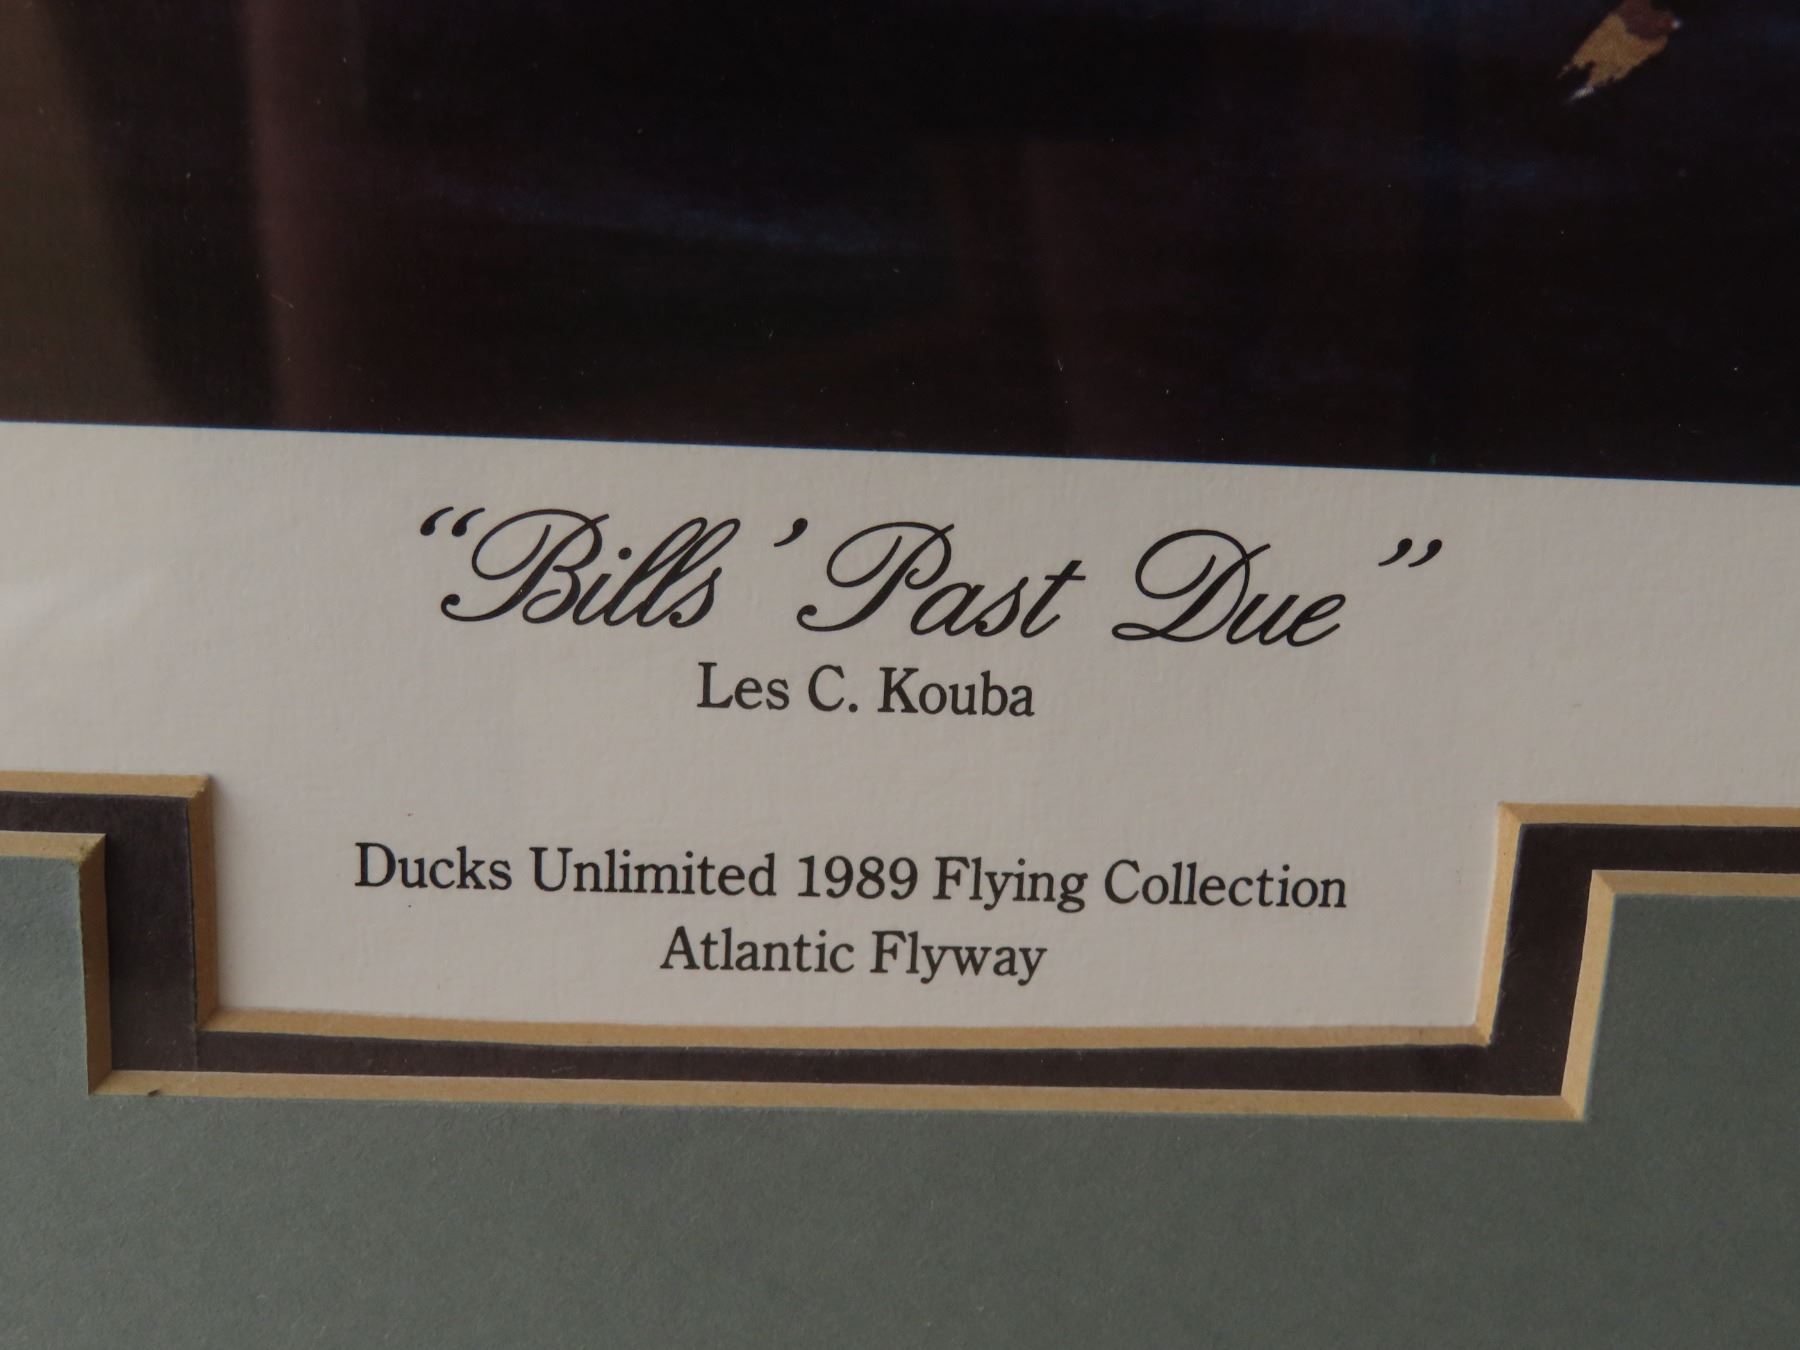 “Bills’ Past Due”
Les C. Kouba
Ducks Unlimited 1989 Flying Collection
Atlantic Flyway